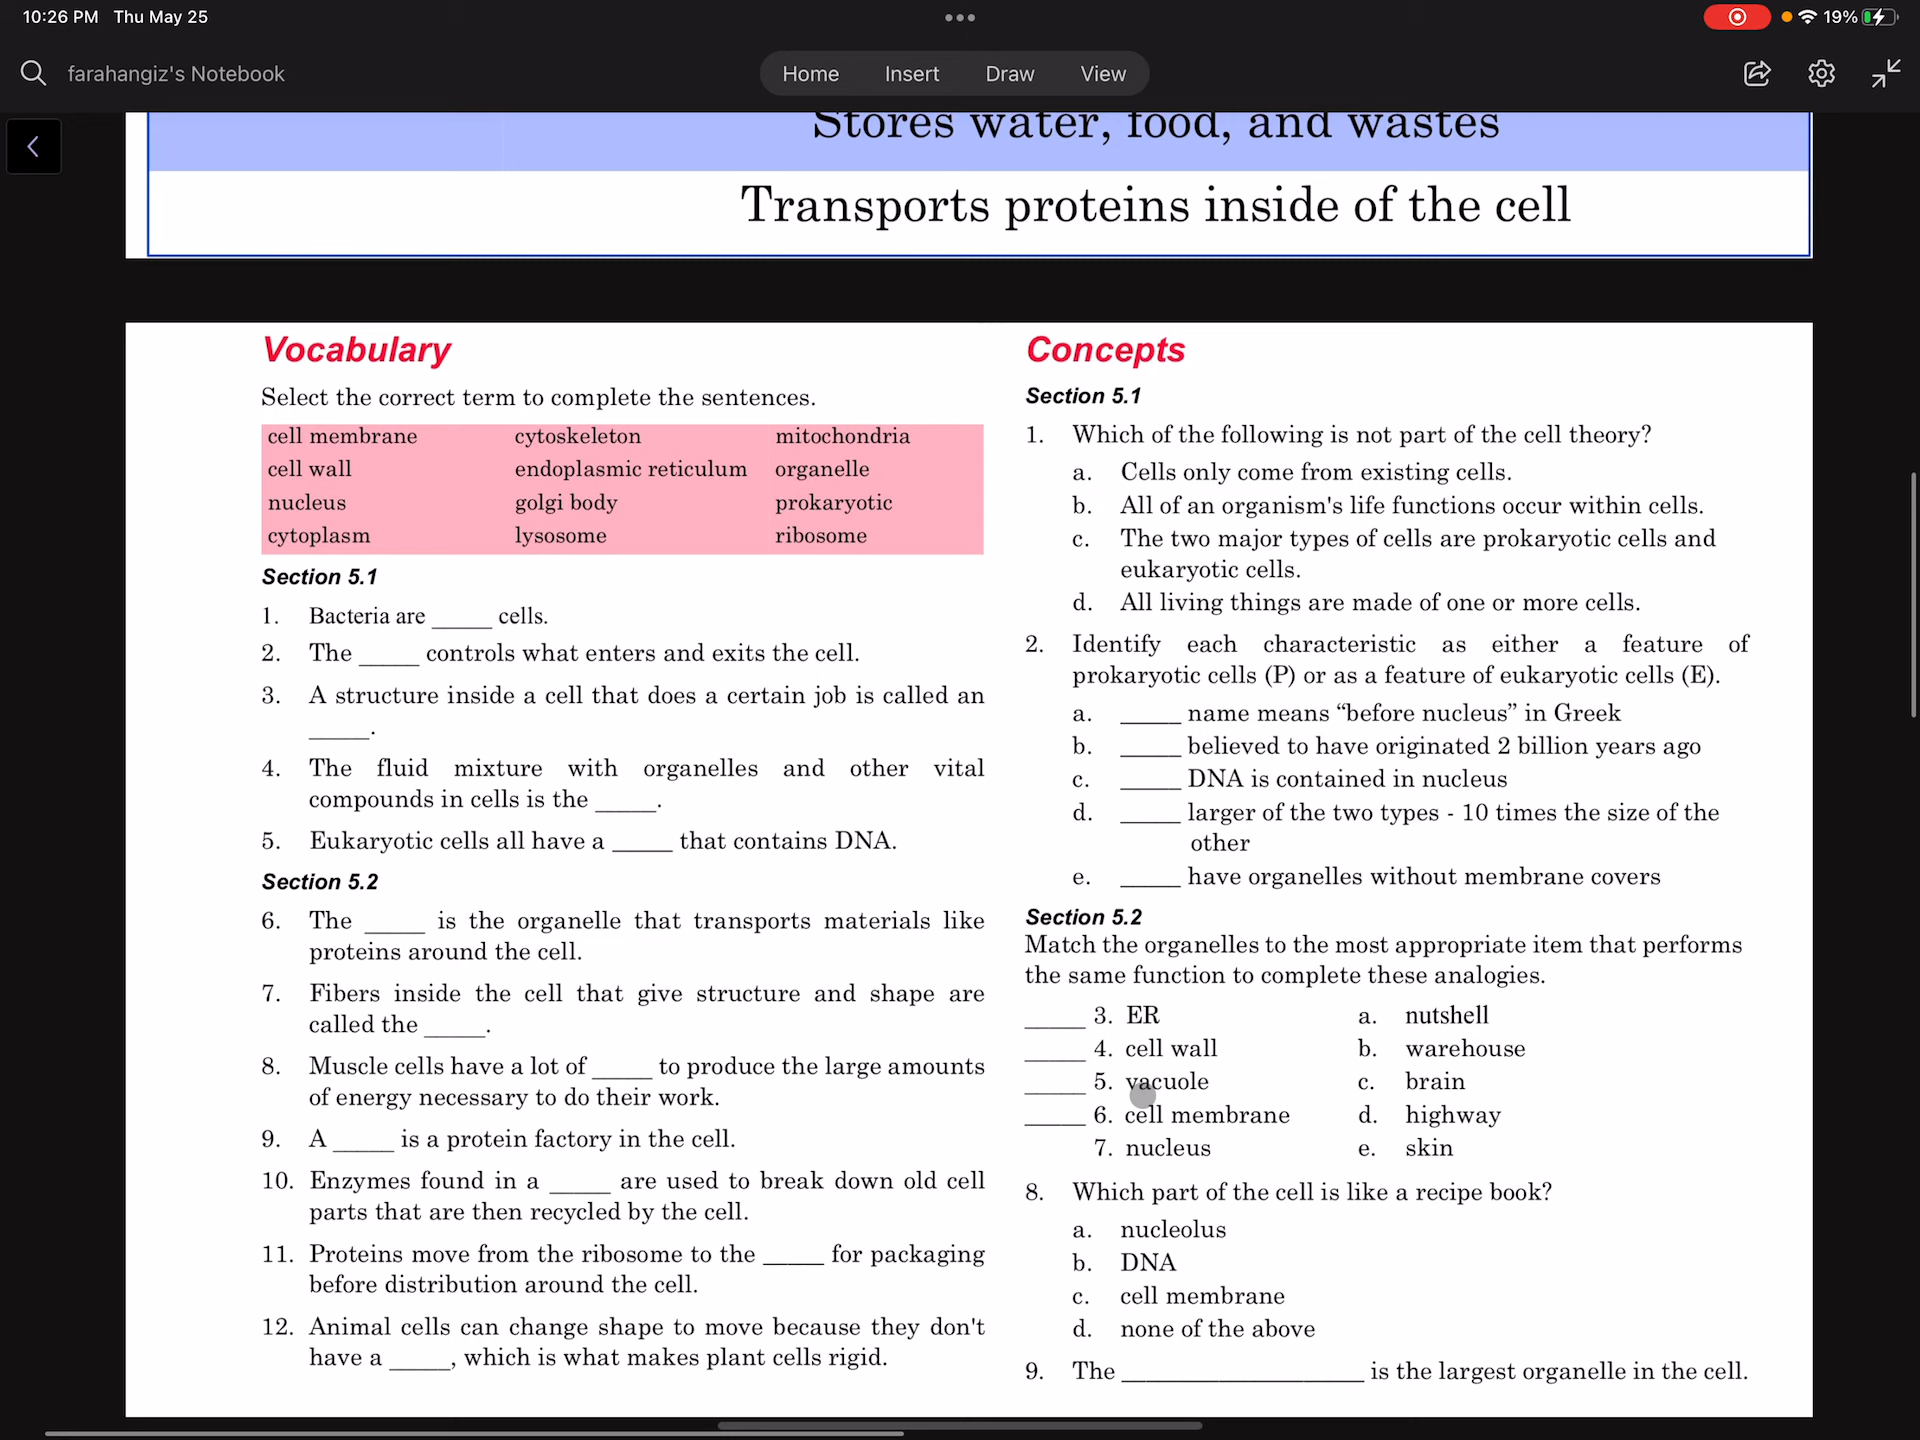 10:26 PM Thu May 25
19%
farahangiz's Notebook
Home Insert Draw View
Stores water, food, and wastes
Transports proteins inside of the cell
Vocabulary
Select the correct term to complete the sentences.
cell membrane cytoskeleton mitochondria
cell wall endoplasmic reticulum organelle
nucleus golgi body prokaryotic
cytoplasm lysosome ribosome
Section 5.1
1. Bacteria are _____ cells.
2. The _____ controls what enters and exits the cell.
3. A structure inside a cell that does a certain job is called an
_____.
4. The fluid mixture with organelles and other vital
compounds in cells is the _____.
5. Eukaryotic cells all have a _____ that contains DNA.
Section 5.2
6. The _____ is the organelle that transports materials like
proteins around the cell.
7. Fibers inside the cell that give structure and shape are
called the _____.
8. Muscle cells have a lot of _____ to produce the large amounts
of energy necessary to do their work.
9. A _____ is a protein factory in the cell.
10. Enzymes found in a _____ are used to break down old cell
parts that are then recycled by the cell.
11. Proteins move from the ribosome to the _____ for packaging
before distribution around the cell.
12. Animal cells can change shape to move because they don't
have a _____, which is what makes plant cells rigid.
Concepts
Section 5.1
1. Which of the following is not part of the cell theory?
a. Cells only come from existing cells.
b. All of an organism's life functions occur within cells.
c. The two major types of cells are prokaryotic cells and
eukaryotic cells.
d. All living things are made of one or more cells.
2. Identify each characteristic as either a feature of
prokaryotic cells (P) or as a feature of eukaryotic cells (E).
a. _____ name means “before nucleus” in Greek
b. _____ believed to have originated 2 billion years ago
c. _____ DNA is contained in nucleus
d. _____ larger of the two types - 10 times the size of the
other
e. _____ have organelles without membrane covers
Section 5.2
Match the organelles to the most appropriate item that performs
the same function to complete these analogies.
_____ 3. ER a. nutshell
_____ 4. cell wall b. warehouse
_____ 5. vacuole c. brain
_____ 6. cell membrane d. highway
7. nucleus e. skin
8. Which part of the cell is like a recipe book?
a. nucleolus
b. DNA
c. cell membrane
d. none of the above
9. The ____________________ is the largest organelle in the cell.